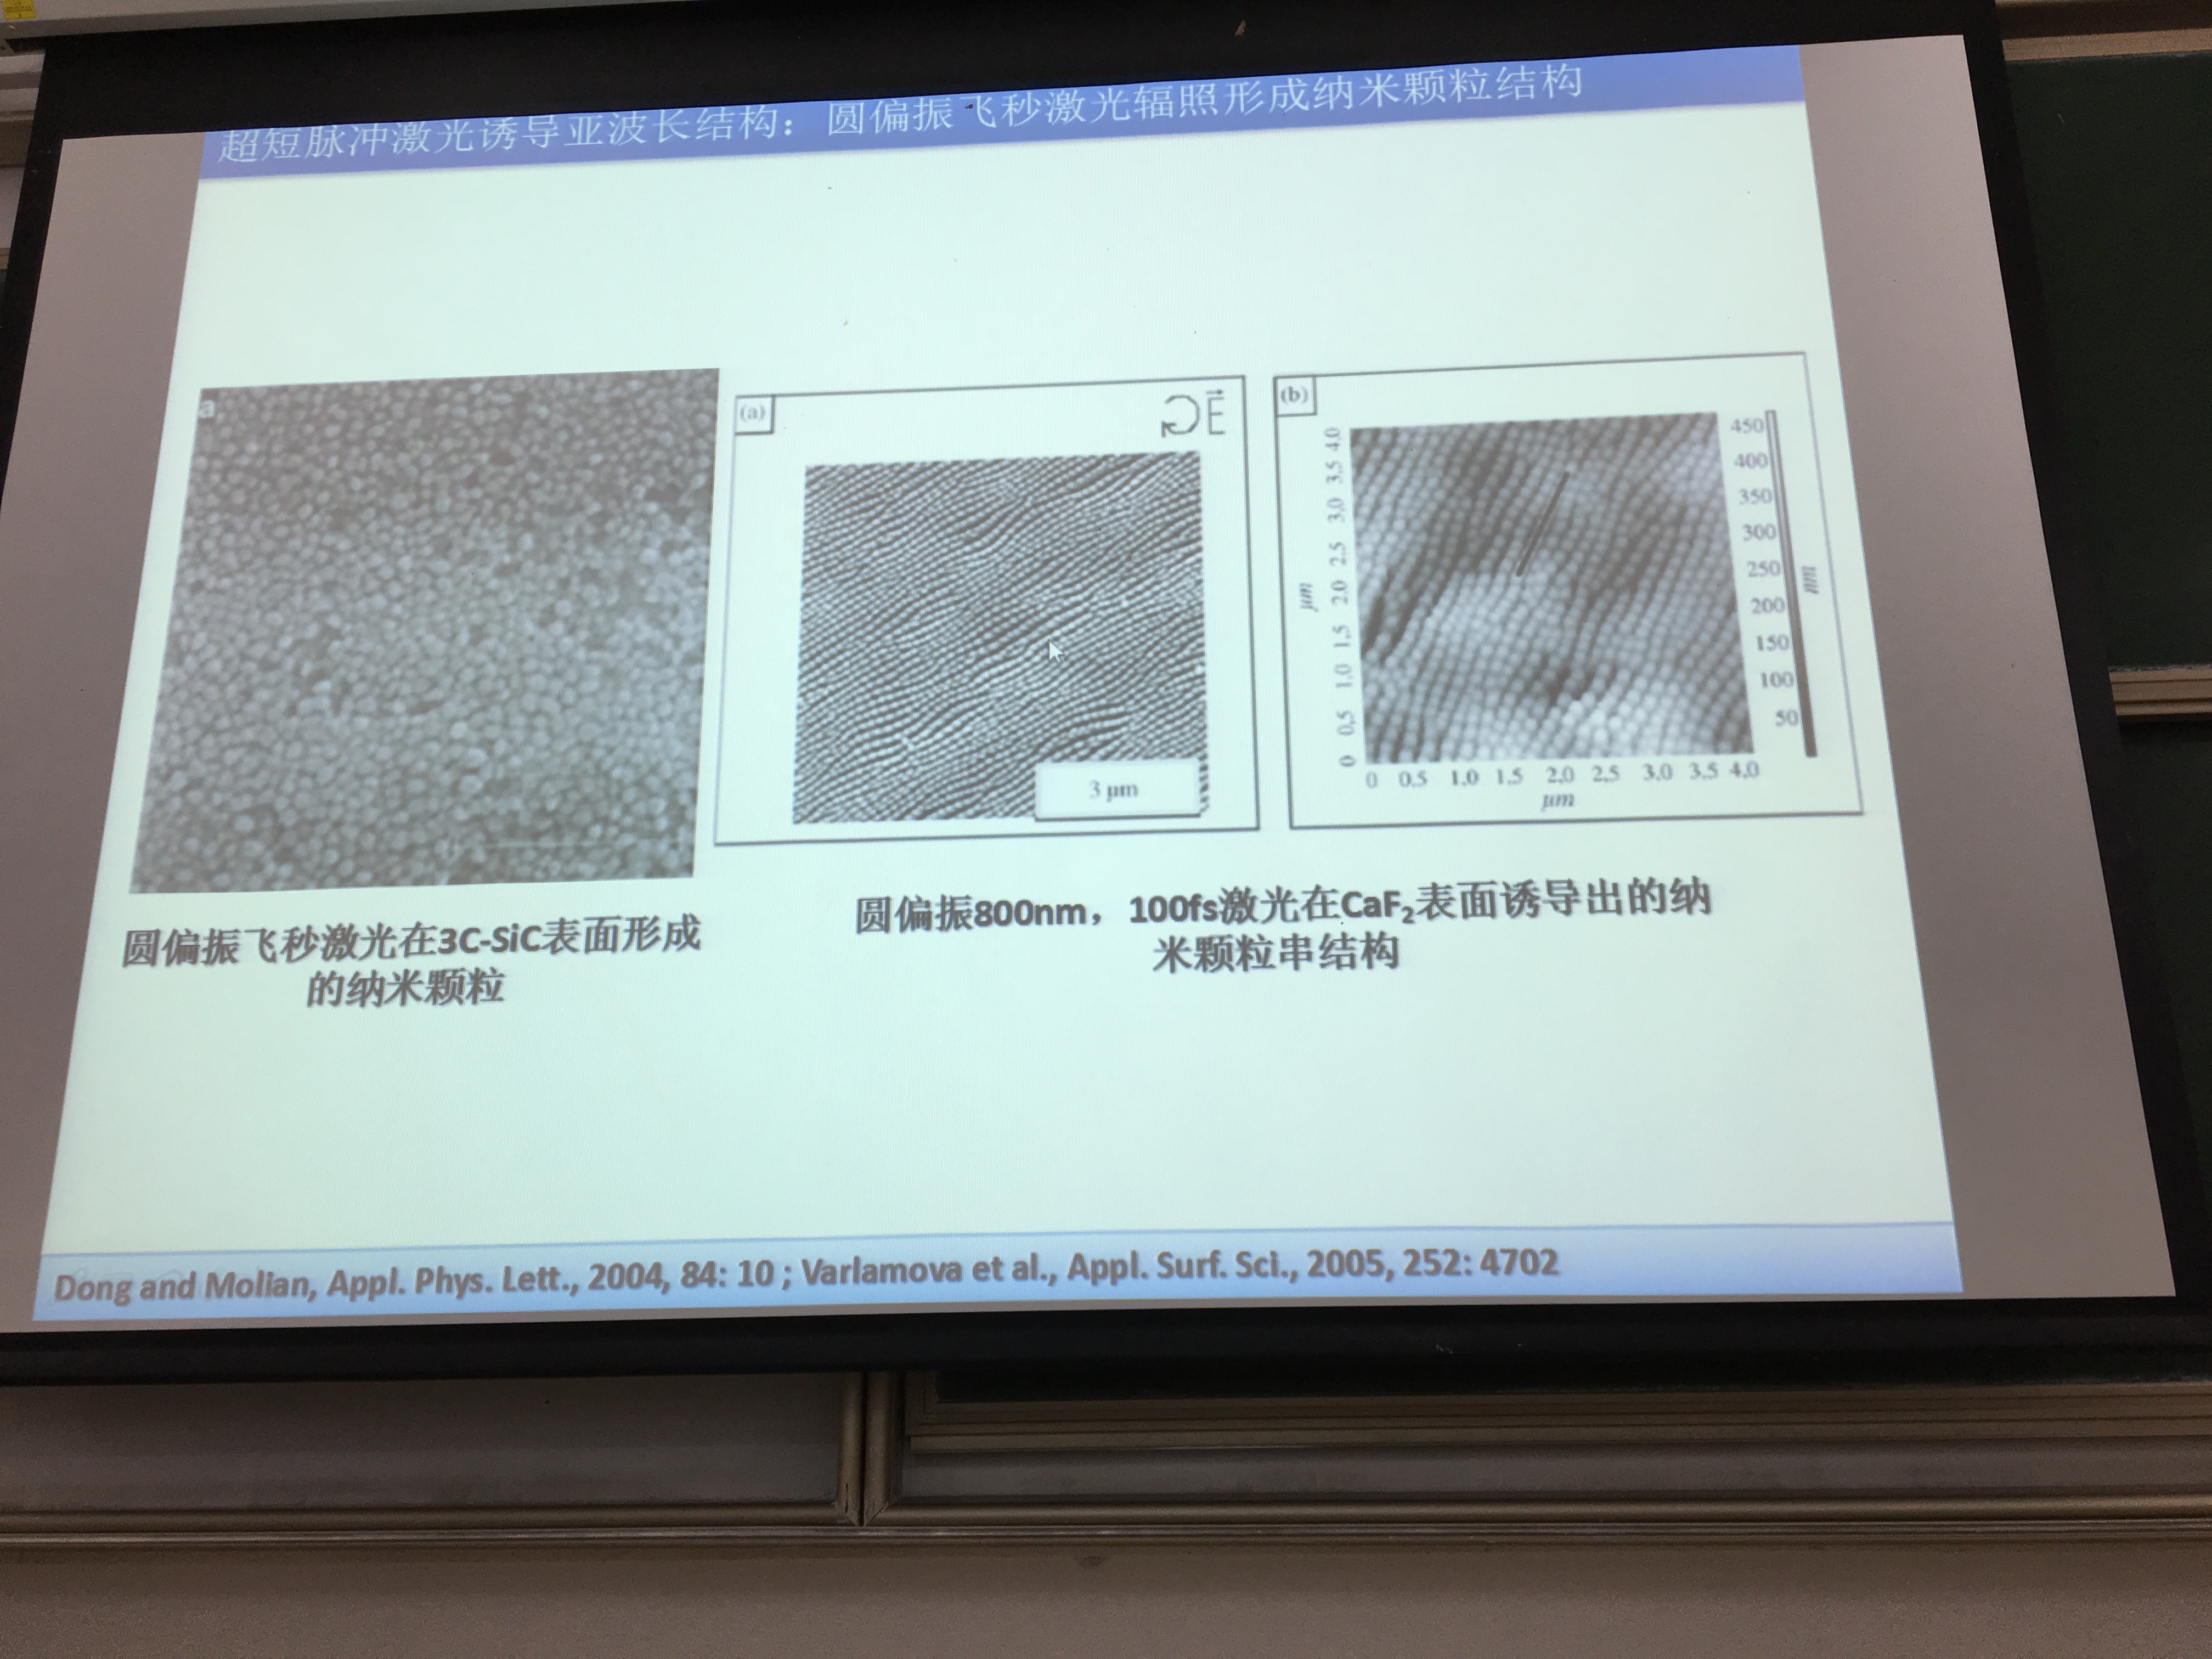 超短脉冲激光诱导亚波长结构： 圆偏振飞秒激光辐照形成纳米颗粒结构
a
(a)
E
3 µm
(b)
4.0
3.5
3.0
2.5
2.0
1.5
1.0
0.5
0
µm
0 0.5 1.0 1.5 2.0 2.5 3.0 3.5 4.0
µm
450
400
350
300
250
200
150
100
50
nm
圆偏振飞秒激光在3C-SiC表面形成
的纳米颗粒
圆偏振800nm，100fs激光在CaF₂表面诱导出的纳
米颗粒串结构
Dong and Molian, Appl. Phys. Lett., 2004, 84: 10 ; Varlamova et al., Appl. Surf. Sci., 2005, 252: 4702